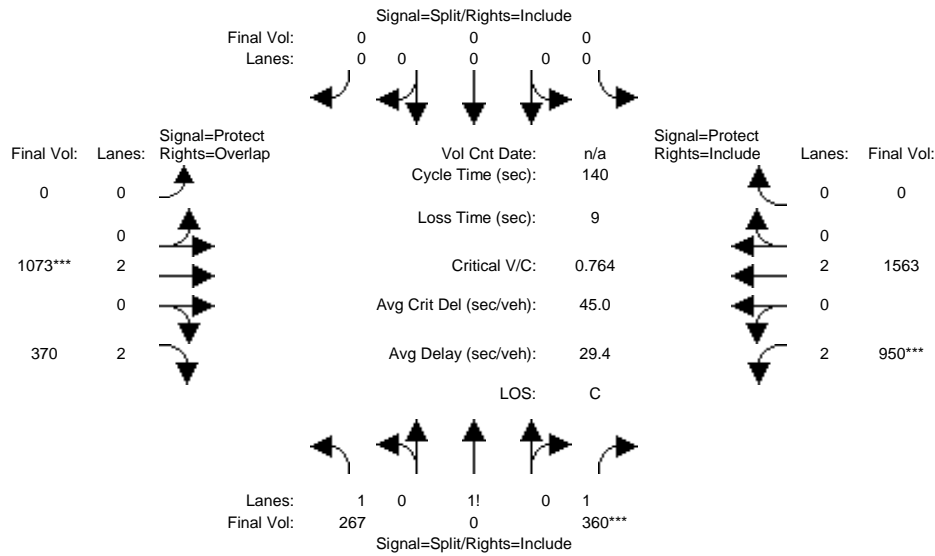 Signal=Split/Rights=Include
Final Vol: 0 0 0
Lanes: 0 0 0 0 0
Signal=Protect
Final Vol: Lanes: Rights=Overlap Vol Cnt Date: n/a
Signal=Protect
Rights=Include Lanes: Final Vol:
Cycle Time (sec): 140
0 0 0 0
Loss Time (sec): 9
0 0
1073*** 2 Critical V/C: 0.764 2 1563
0 Avg Crit Del (sec/veh): 45.0 0
370 2 Avg Delay (sec/veh): 29.4 2 950***
LOS: C
Lanes: 1 0 1! 0 1
Final Vol: 267 0 360***
Signal=Split/Rights=Include